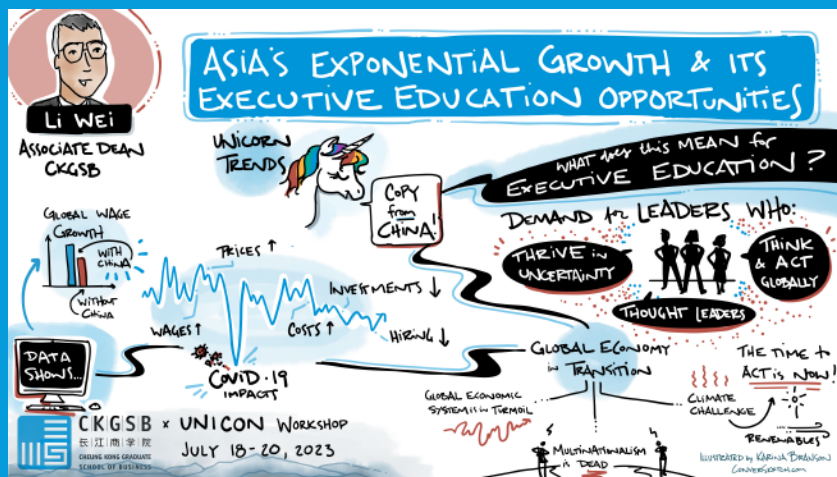 ASIA'S EXPONENTIAL GROWTH & ITS
EXECUTIVE EDUCATION OPPORTUNITIES
LI WEI
ASSOCIATE DEAN
CKGSB
UNICORN
TRENDS
COPY
from
CHINA!
WHAT does this MEAN for
EXECUTIVE EDUCATION?
DEMAND for LEADERS WHO:
THRIVE IN
UNCERTAINTY
THINK
& ACT
GLOBALLY
THOUGHT LEADERS
GLOBAL WAGE
GROWTH
WITH
CHINA
WITHOUT
CHINA
PRICES ↑
INVESTMENTS ↓
WAGES ↑
COSTS ↑
HIRING ↓
DATA
SHOWS...
COVID-19
IMPACT
GLOBAL ECONOMY
in TRANSITION
GLOBAL ECONOMIC
SYSTEM is in TURMOIL
MULTINATIONALISM
is DEAD
CLIMATE
CHALLENGE
THE TIME to
ACT is NOW!
RENEWABLES
CKGSB
长江商学院
CHEUNG KONG GRADUATE
SCHOOL OF BUSINESS
x UNICON WORKSHOP
JULY 18-20, 2023
ILLUSTRATED by KARINA BRANSON
CONVERSKETCH.com